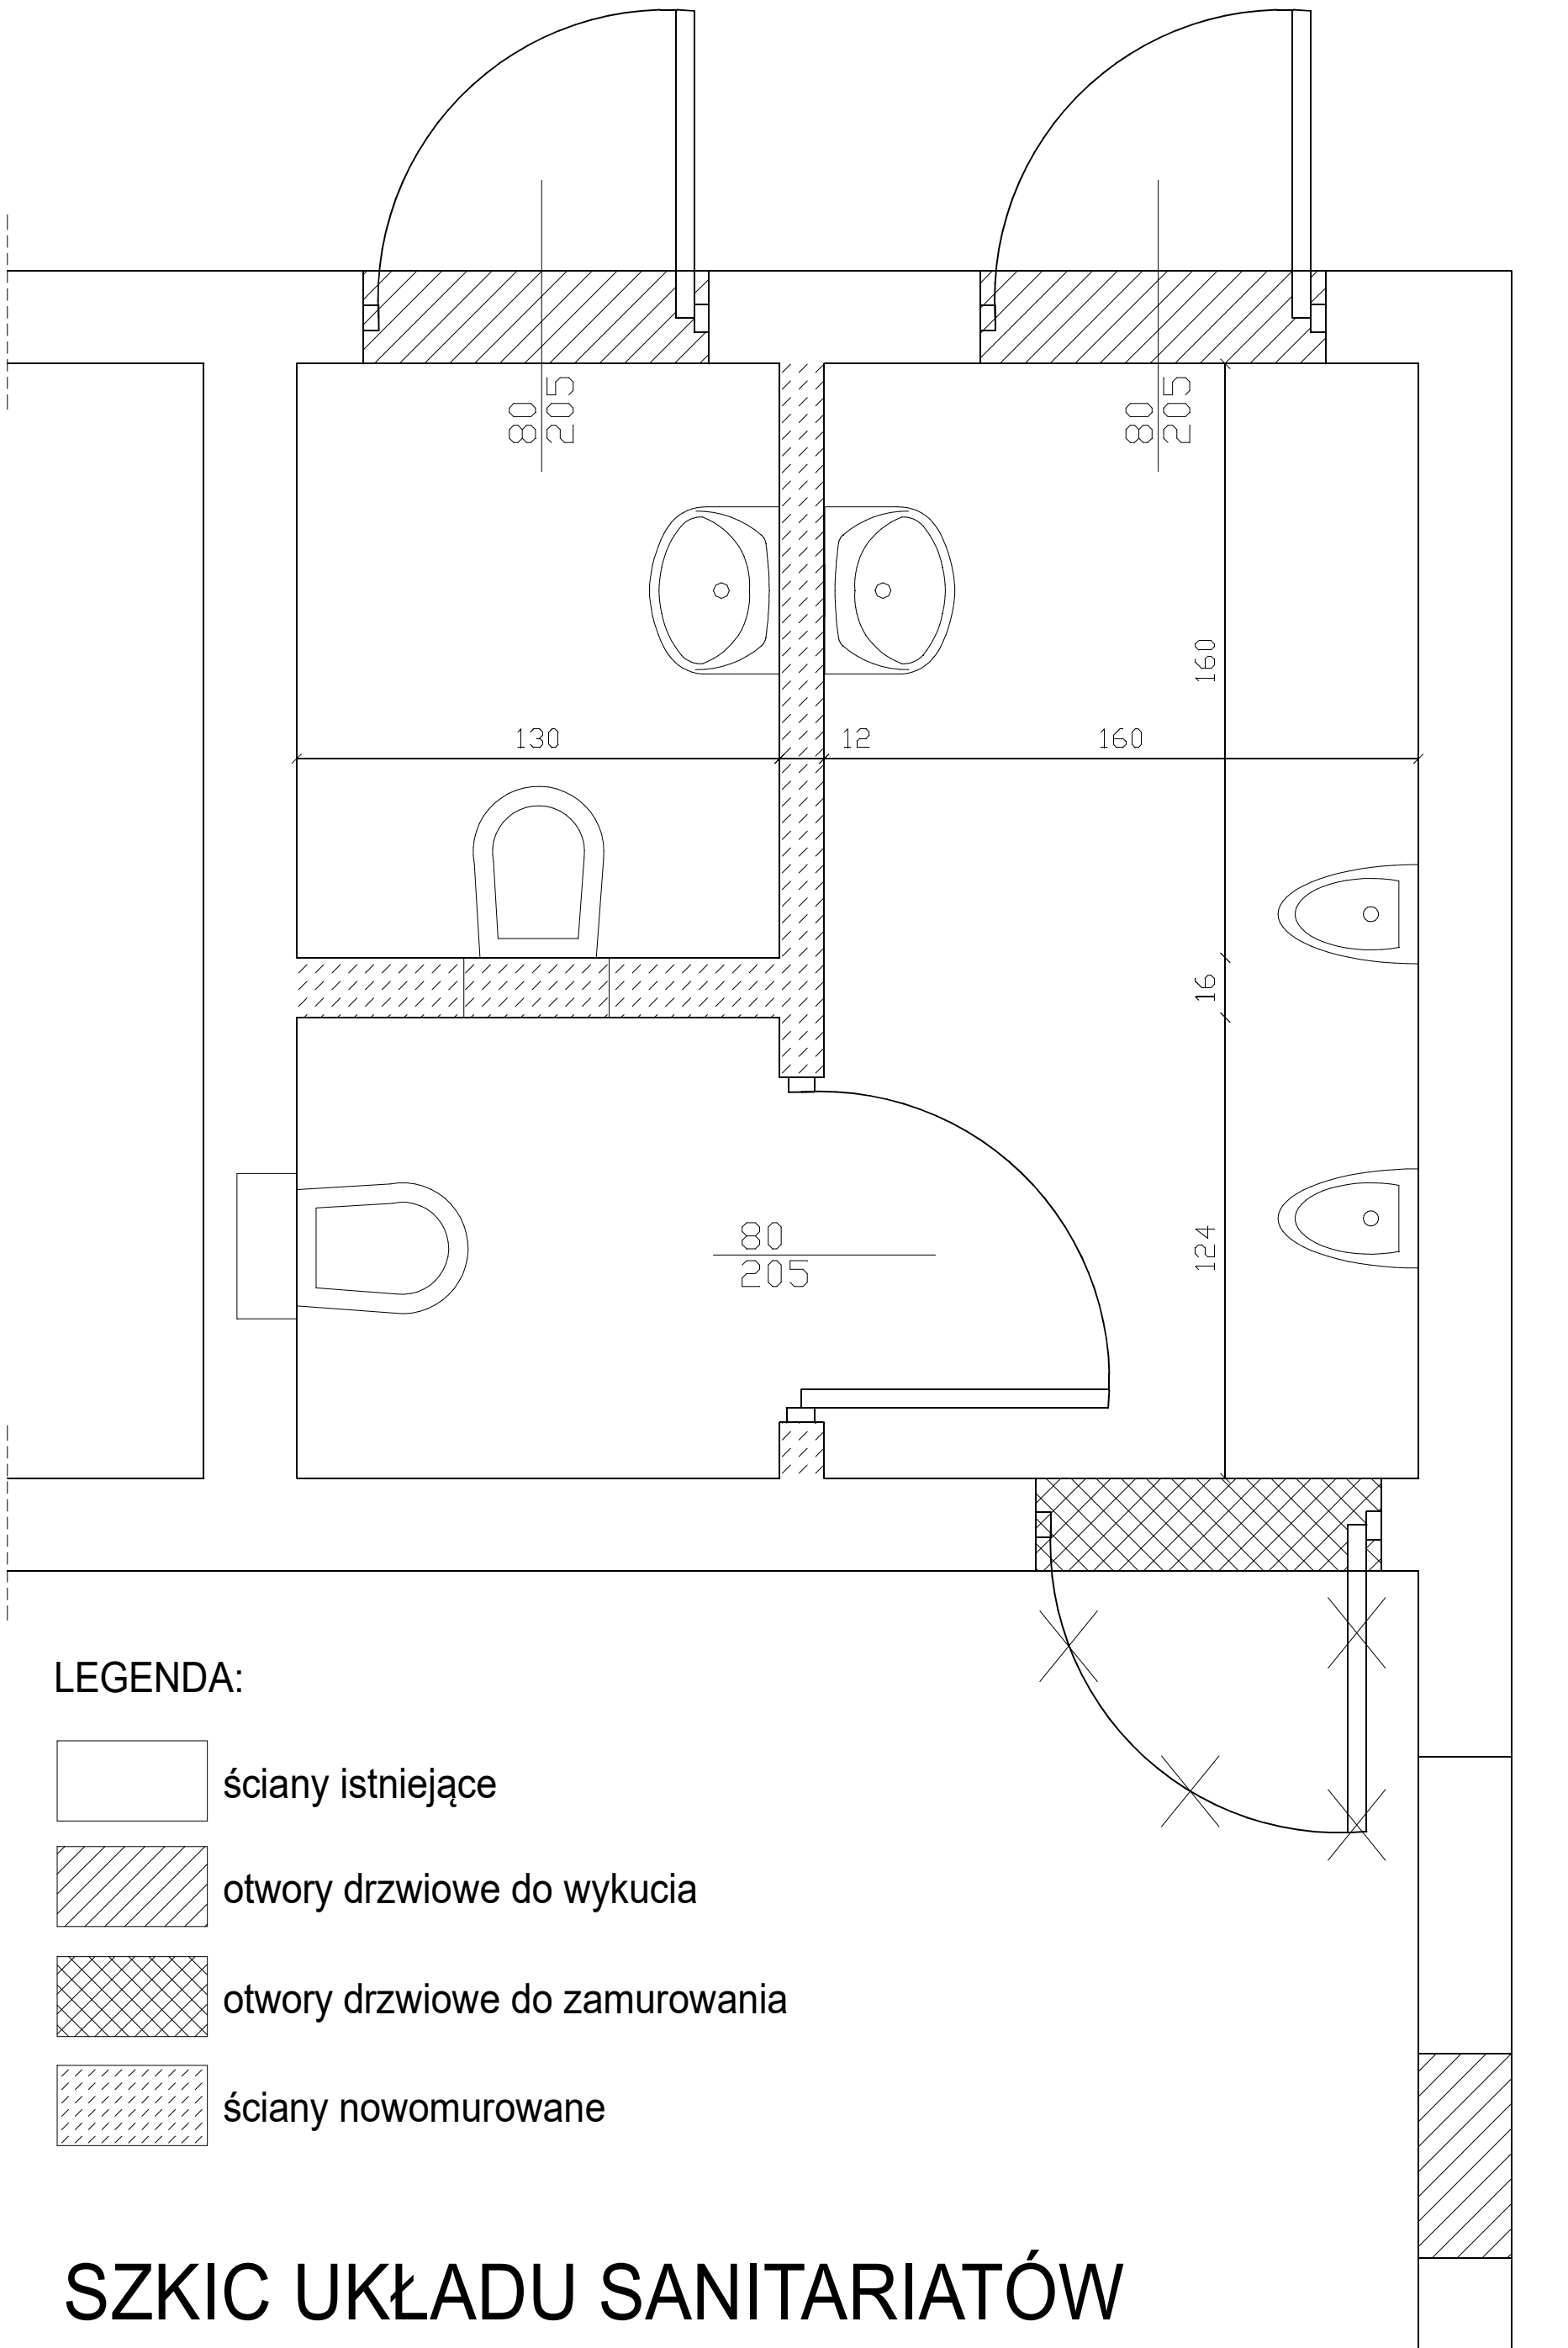 80
205
80
205
160
130
12
160
16
124
80
205
LEGENDA:
ściany istniejące
otwory drzwiowe do wykucia
otwory drzwiowe do zamurowania
ściany nowomurowane
SZKIC UKŁADU SANITARIATÓW